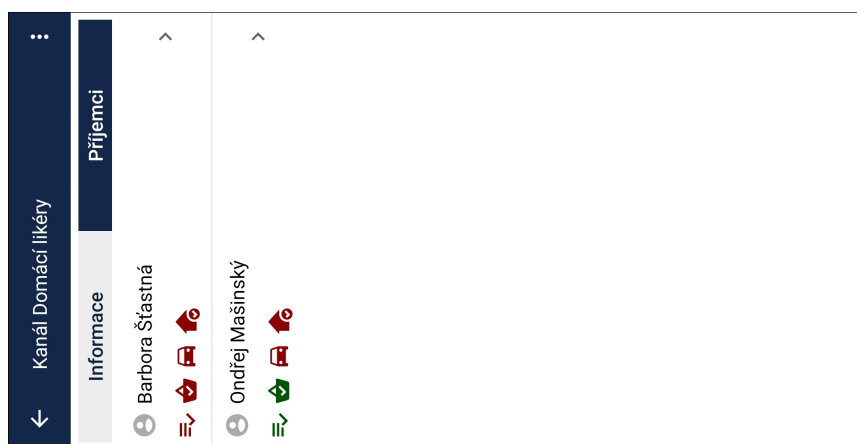 Kanál Domácí likéry
Informace
Příjemci
Barbora Šťastná
Ondřej Mašinský